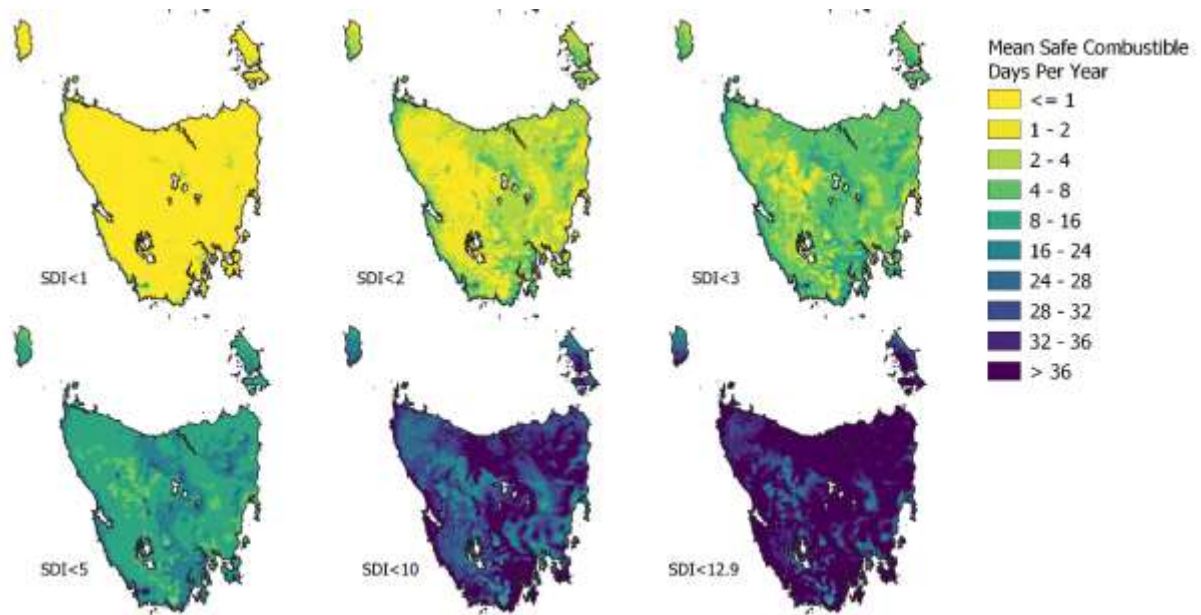 Mean Safe Combustible
Days Per Year
<= 1
1 - 2
2 - 4
4 - 8
8 - 16
16 - 24
24 - 28
28 - 32
32 - 36
> 36
SDI<1
SDI<2
SDI<3
SDI<5
SDI<10
SDI<12.9